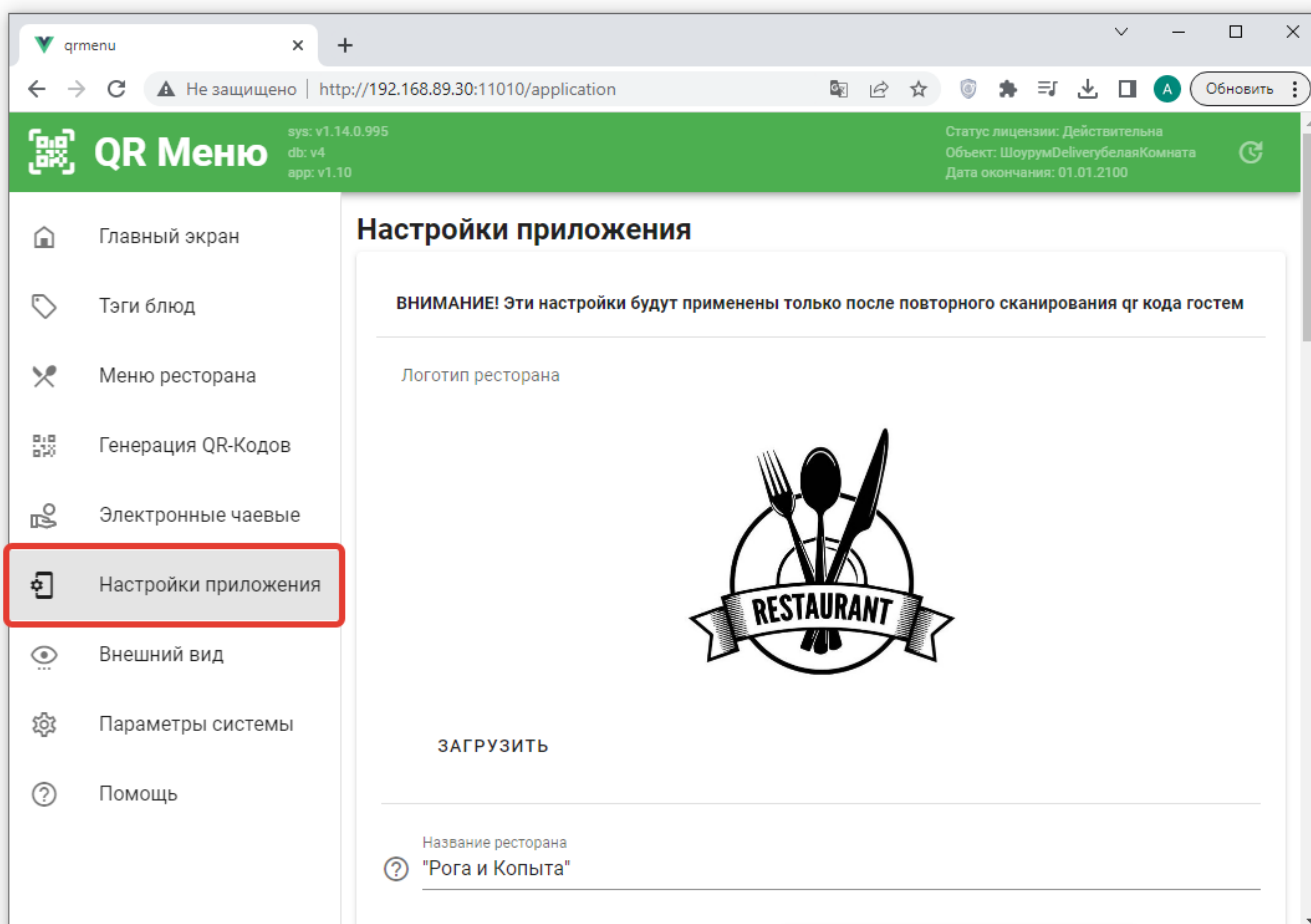 qrmenu
Не защищено
http://192.168.89.30:11010/application
A
Обновить
QR Меню
sys: v1.14.0.995
db: v4
app: v1.10
Статус лицензии: Действительна
Объект: ШоурумDeliveryбелаяКомната
Дата окончания: 01.01.2100
Главный экран
Тэги блюд
Меню ресторана
Генерация QR-Кодов
Электронные чаевые
Настройки приложения
Внешний вид
Параметры системы
Помощь
Настройки приложения
ВНИМАНИЕ! Эти настройки будут применены только после повторного сканирования qr кода гостем
Логотип ресторана
RESTAURANT
ЗАГРУЗИТЬ
Название ресторана
"Рога и Копыта"